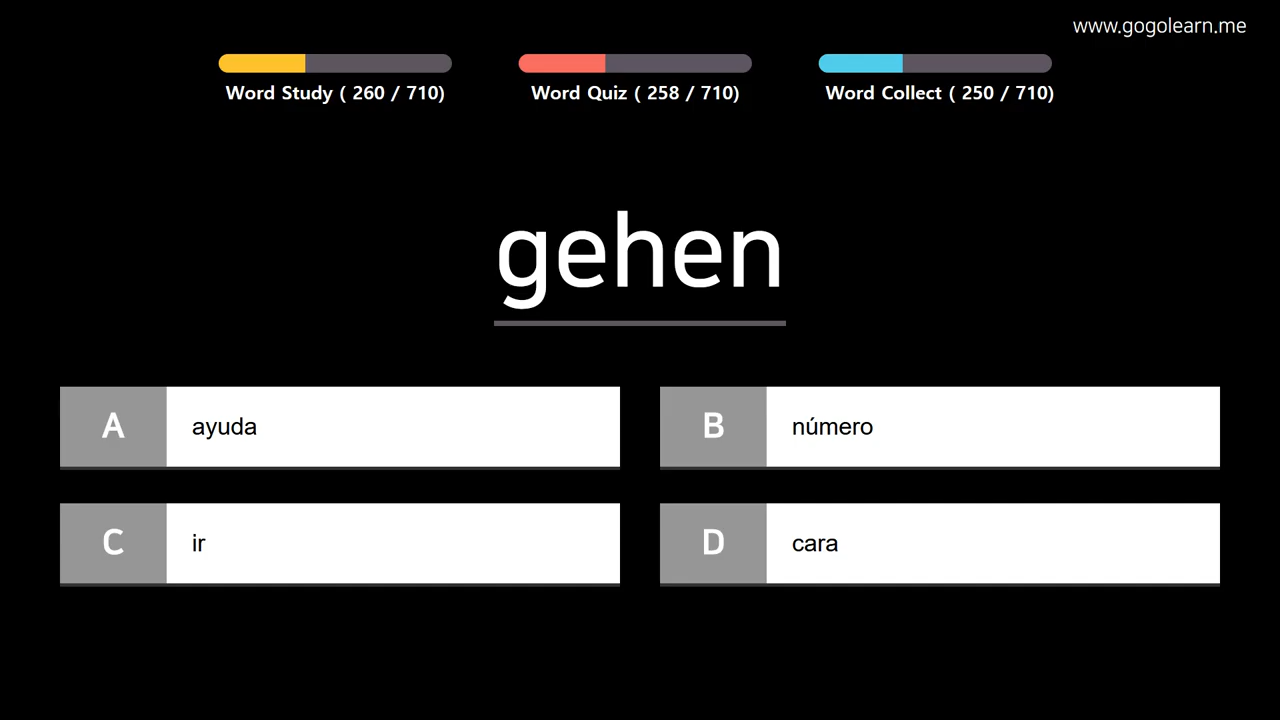 www.gogolearn.me
Word Study ( 260 / 710)
Word Quiz ( 258 / 710)
Word Collect ( 250 / 710)
gehen
A
ayuda
B
número
C
ir
D
cara